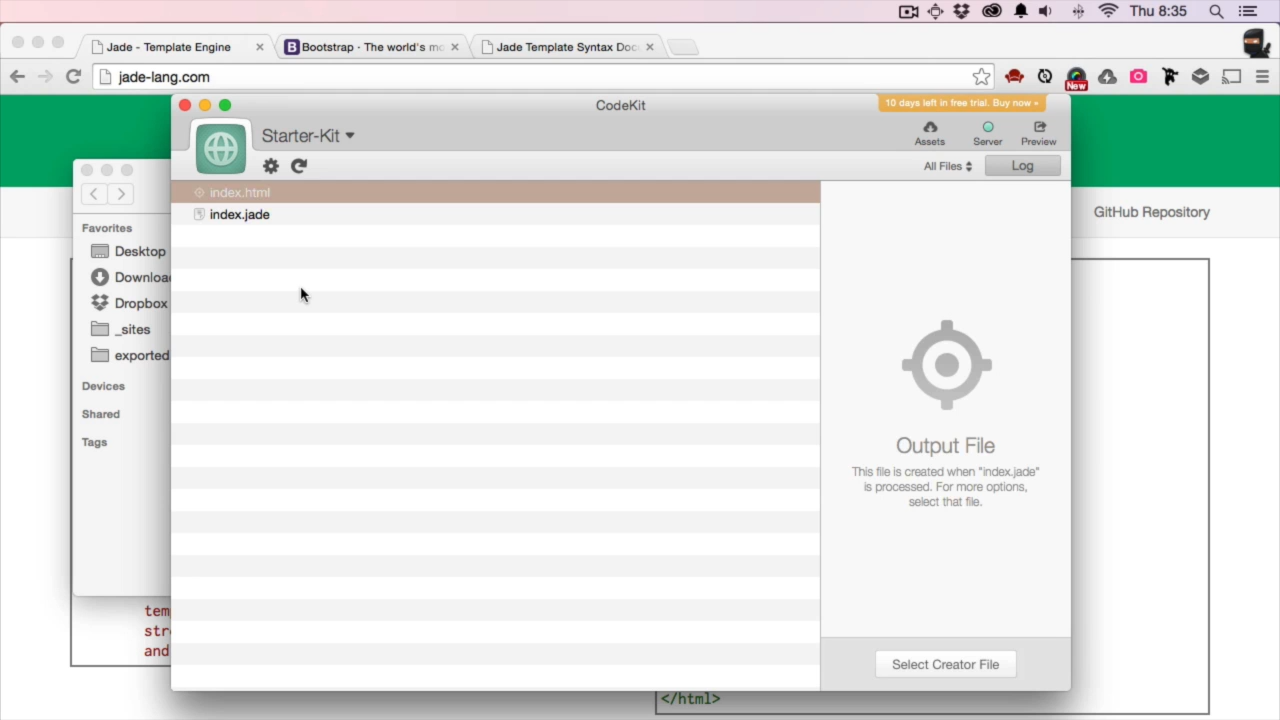 Thu 8:35
Jade - Template Engine
Bootstrap · The world's mo
Jade Template Syntax Doc
jade-lang.com
New
CodeKit
10 days left in free trial. Buy now »
Starter-Kit
Assets
Server
Preview
All Files
Log
index.html
index.jade
GitHub Repository
Favorites
Desktop
Downloa
Dropbox
_sites
exported
Devices
Shared
Tags
Output File
This file is created when "index.jade"
is processed. For more options,
select that file.
Select Creator File
tem
stro
and
</html>